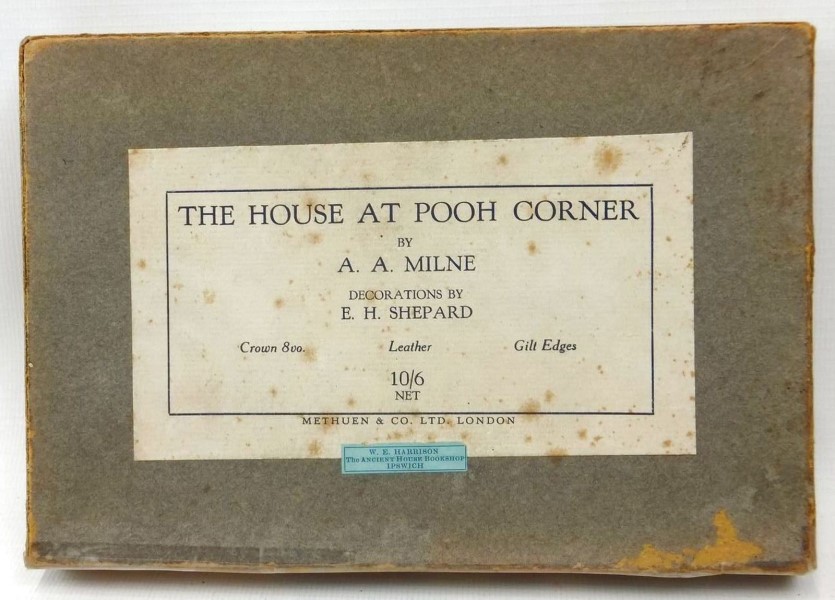 THE HOUSE AT POOH CORNER
BY
A. A. MILNE
DECORATIONS BY
E. H. SHEPARD
Crown 8vo. Leather Gilt Edges
10/6
NET
METHUEN & CO. LTD. LONDON
W. E. HARRISON
The ANCIENT HOUSE BOOKSHOP
IPSWICH